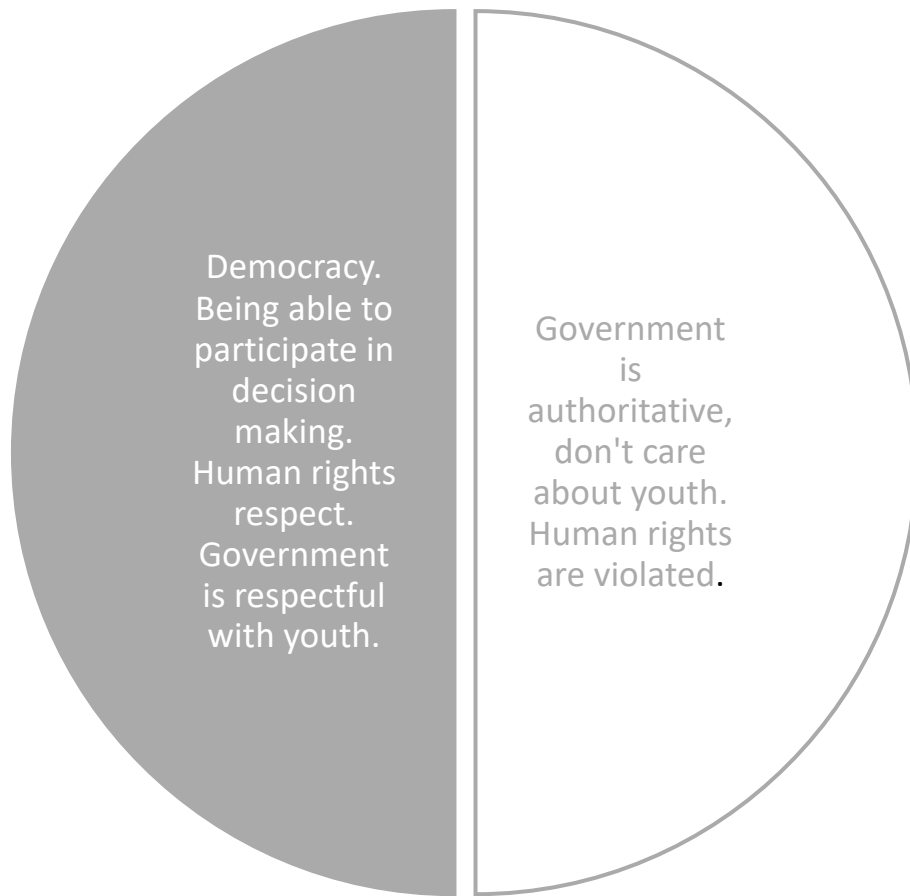 Democracy.
Being able to
participate in
decision
making.
Human rights
respect.
Government
is respectful
with youth.
Government
is
authoritative,
don't care
about youth.
Human rights
are violated.